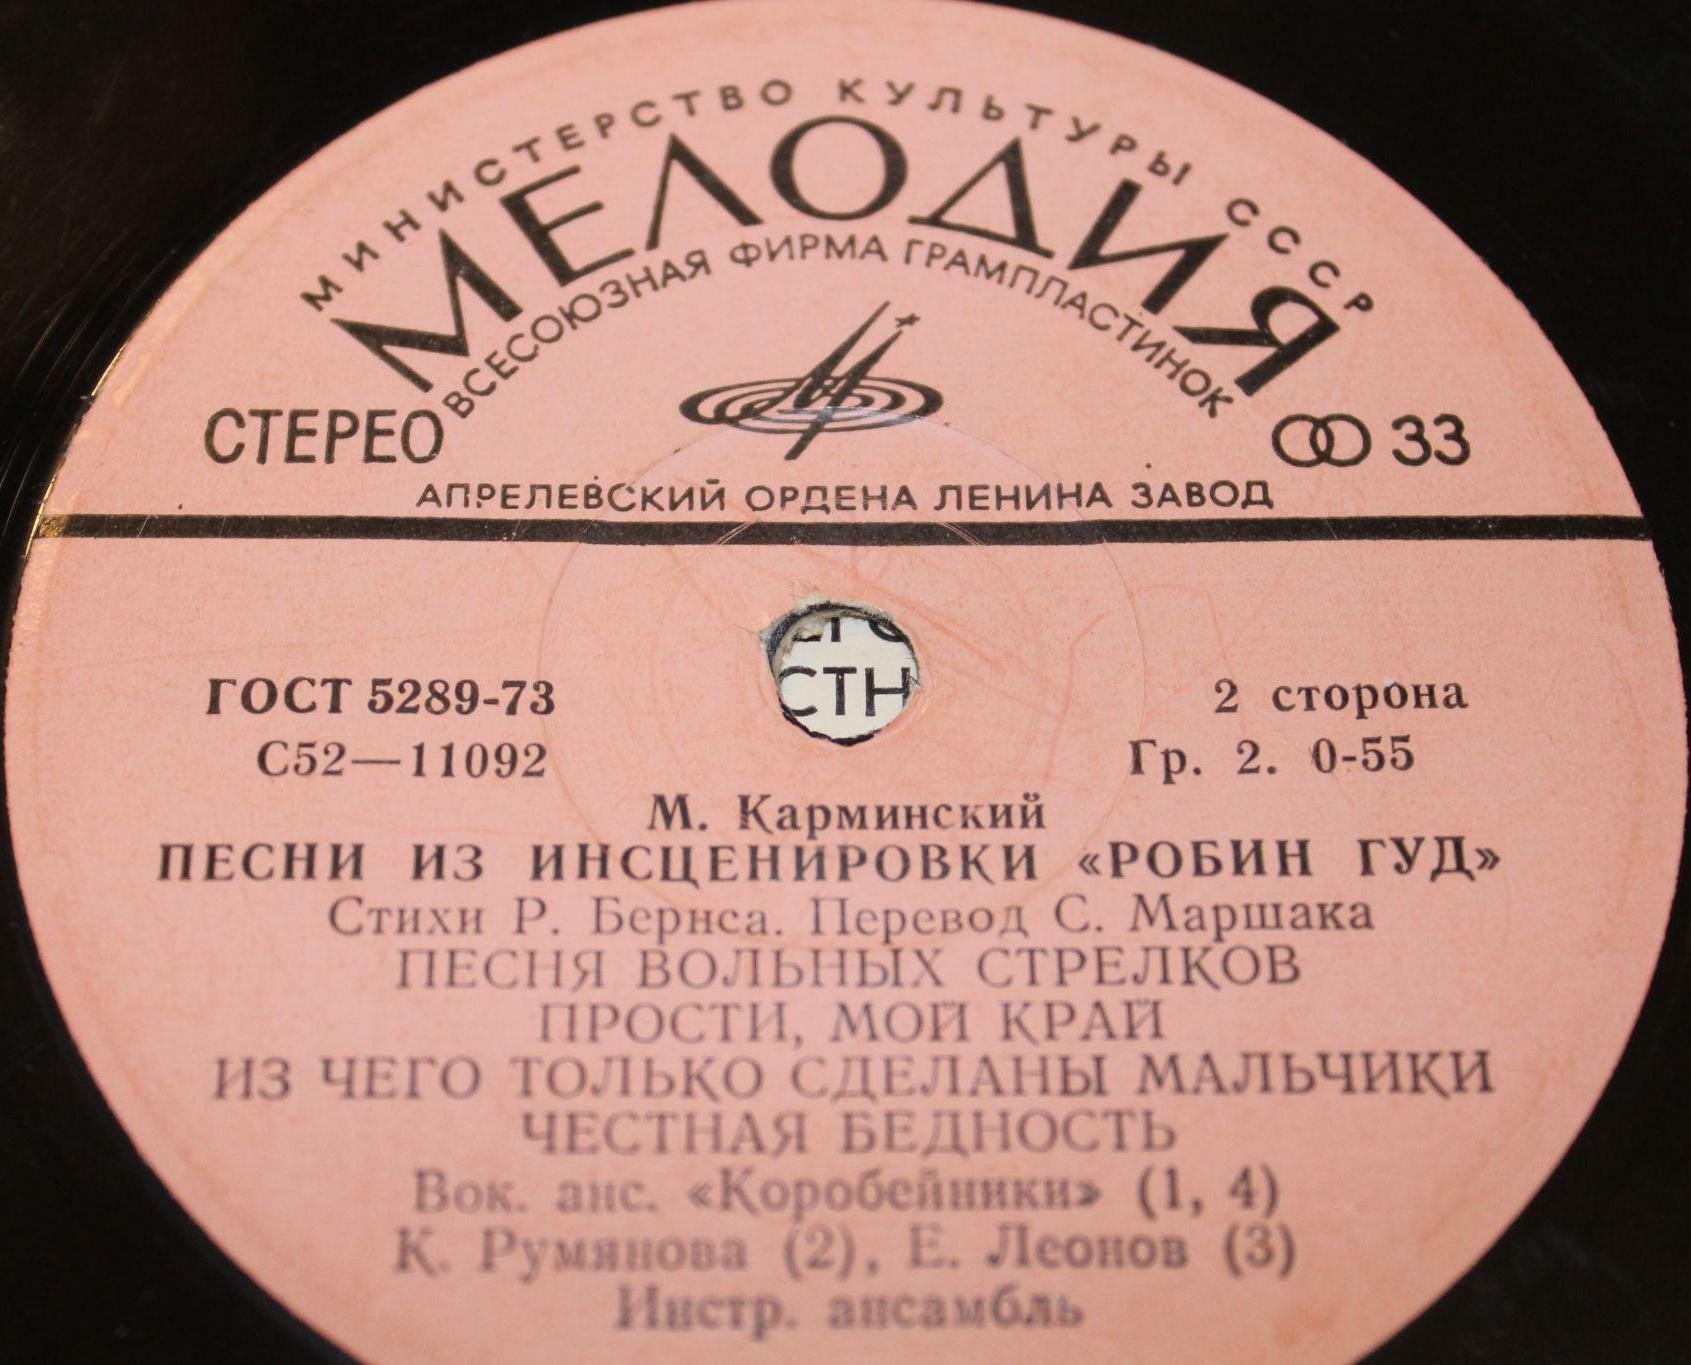 МИНИСТЕРСТВО КУЛЬТУРЫ СССР
МЕЛОДИЯ
ВСЕСОЮЗНАЯ ФИРМА ГРАМПЛАСТИНОК
СТЕРЕО
33
АПРЕЛЕВСКИЙ ОРДЕНА ЛЕНИНА ЗАВОД
СТН
ГОСТ 5289-73
2 сторона
С52—11092
Гр. 2. 0-55
М. Карминский
ПЕСНИ ИЗ ИНСЦЕНИРОВКИ «РОБИН ГУД»
Стихи Р. Бернса. Перевод С. Маршака
ПЕСНЯ ВОЛЬНЫХ СТРЕЛКОВ
ПРОСТИ, МОЙ КРАЙ
ИЗ ЧЕГО ТОЛЬКО СДЕЛАНЫ МАЛЬЧИКИ
ЧЕСТНАЯ БЕДНОСТЬ
Вок. анс. «Коробейники» (1, 4)
К. Румянова (2), Е. Леонов (3)
Инстр. ансамбль